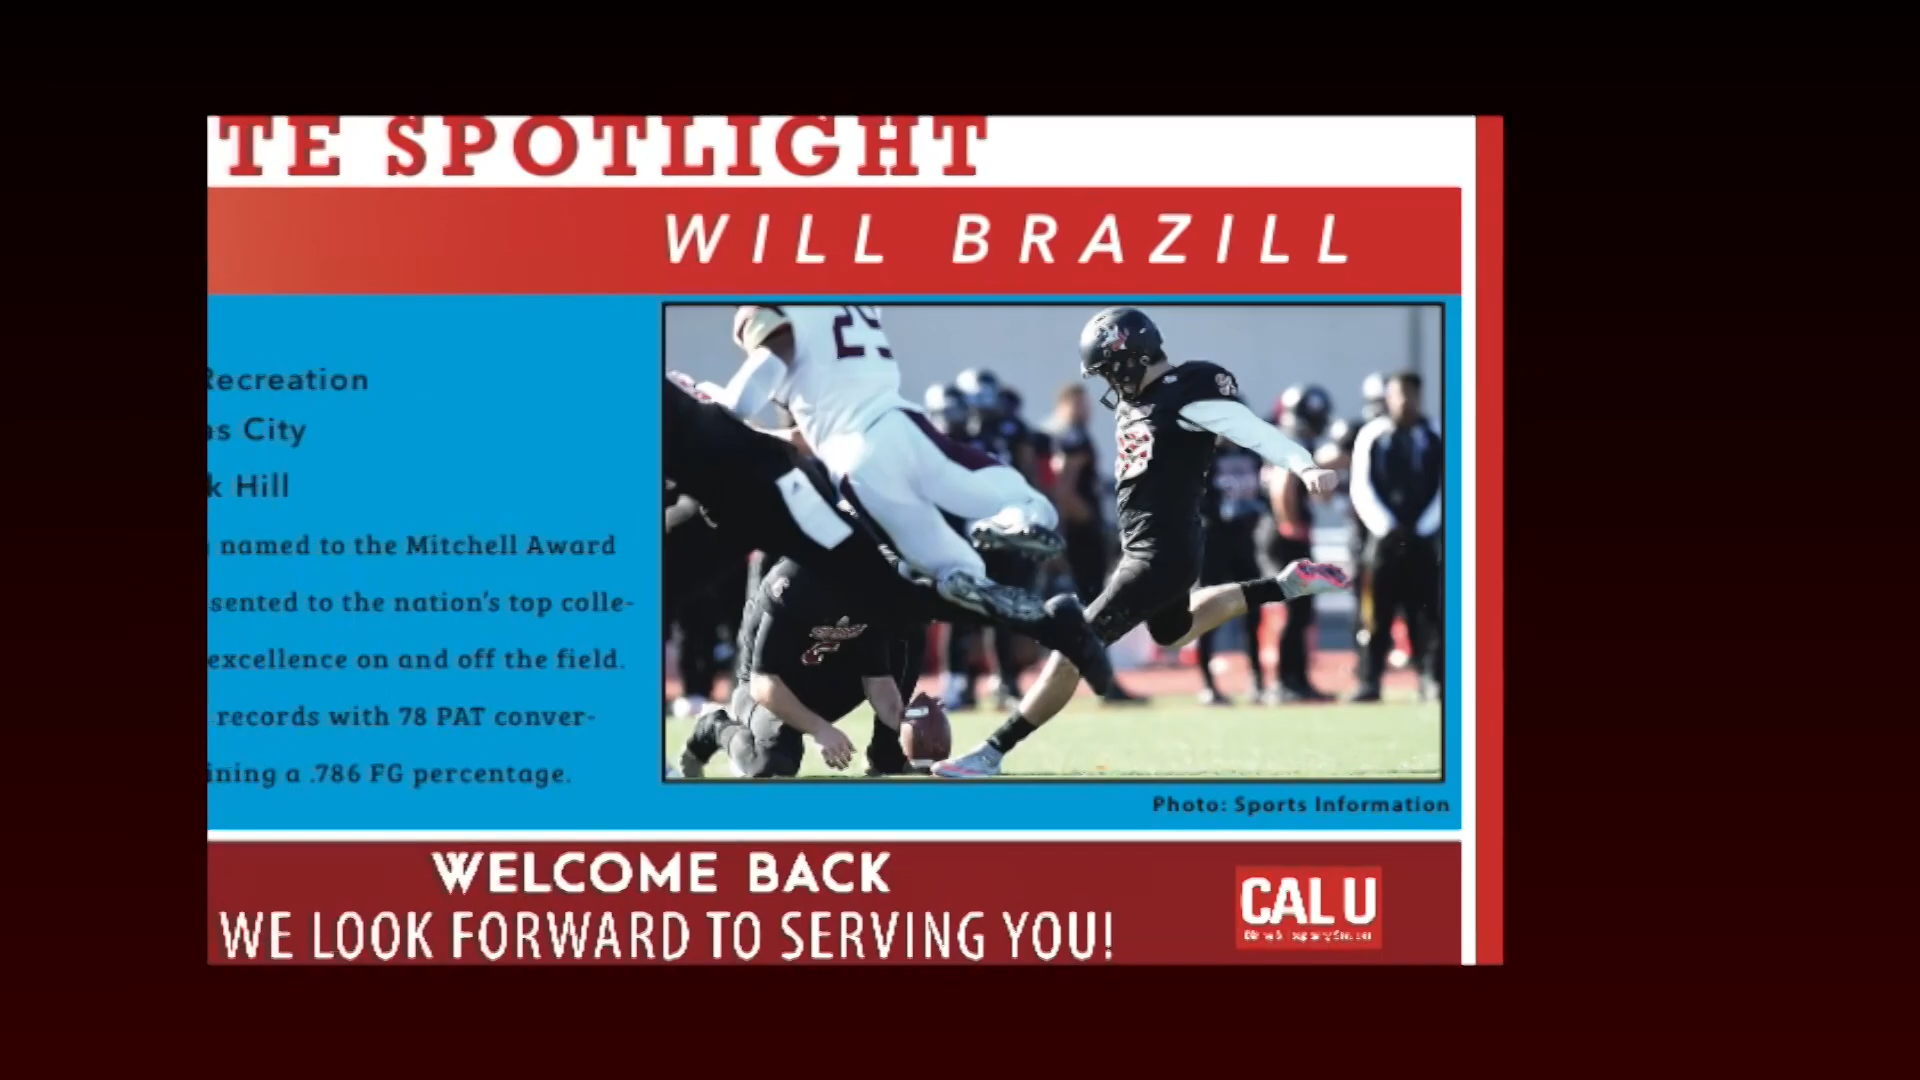 TE SPOTLIGHT
WILL BRAZILL
Recreation
as City
k Hill
named to the Mitchell Award
sented to the nation's top colle-
excellence on and off the field.
records with 78 PAT conver-
ining a .786 FG percentage.
29
Photo: Sports Information
WELCOME BACK
WE LOOK FORWARD TO SERVING YOU!
CAL U